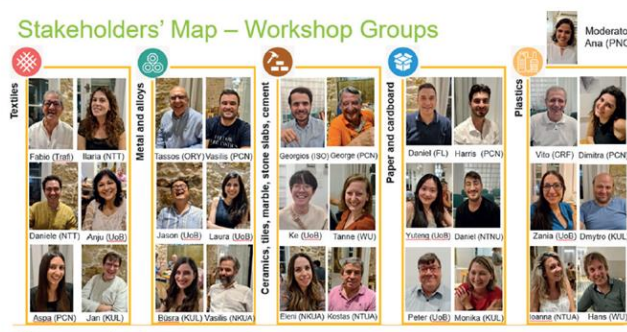 Stakeholders' Map – Workshop Groups
Moderato
Ana (PNO
Textiles
Fabio (Trafi)
Ilaria (NTT)
Daniele (NTT)
Anju (UoB)
Aspa (PCN)
Jan (KUL)
Metal and alloys
Tassos (ORY)
Vasilis (PCN)
Jason (UoB)
Laura (UoB)
Büsra (KUL)
Vasilis (NKUA)
Ceramics, tiles, marble, stone slabs, cement
Georgios (ISO)
George (PCN)
Ke (UoB)
Tanne (WU)
Eleni (NKUA)
Kostas (NTUA)
Paper and cardboard
Daniel (FL)
Harris (PCN)
Yutong (UoB)
Daniel (NTNU)
Peter (UoB)
Monika (KUL)
Plastics
Vito (CRF)
Dimitra (PCN)
Zania (UoB)
Dmytro (KUL)
Ioanna (NTUA)
Hans (WU)